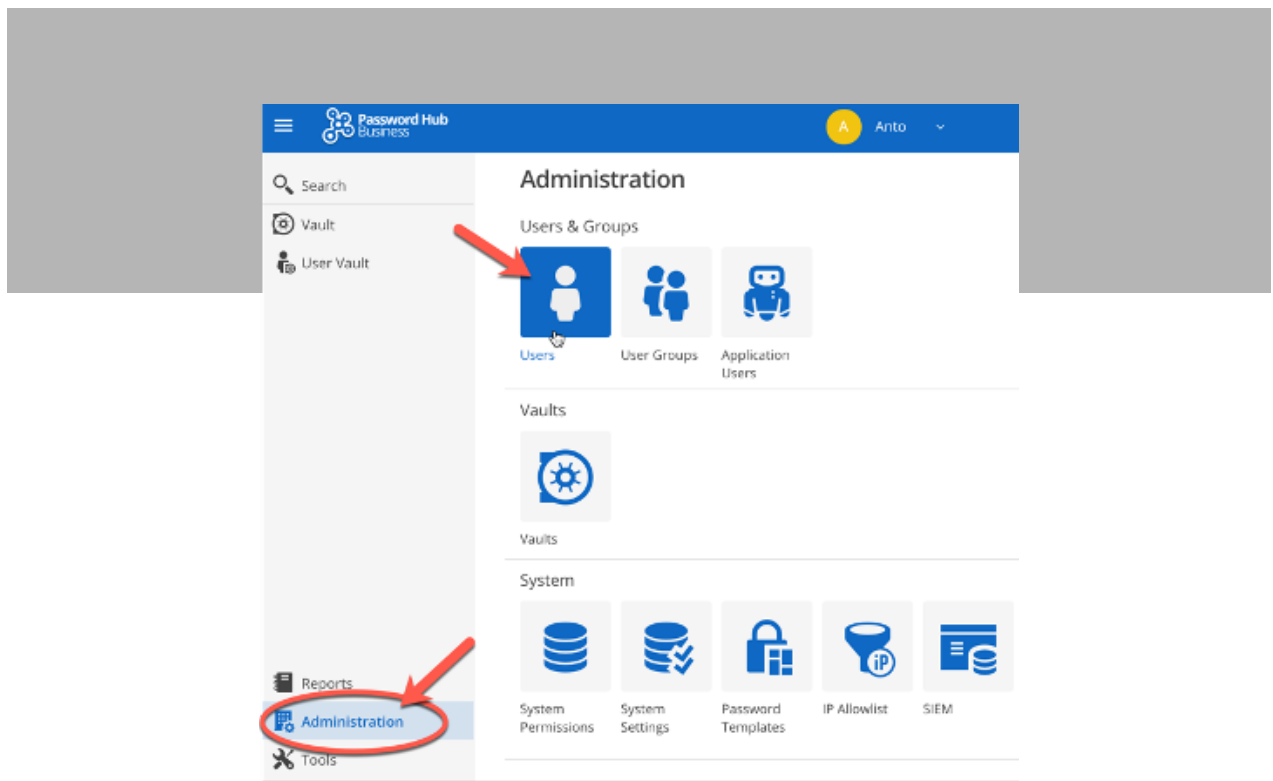 Password Hub
Business
A
Anto
Search
Vault
User Vault
Reports
Administration
Tools
Administration
Users & Groups
Users
User Groups
Application
Users
Vaults
Vaults
System
iP
System
Permissions
System
Settings
Password
Templates
IP Allowlist
SIEM